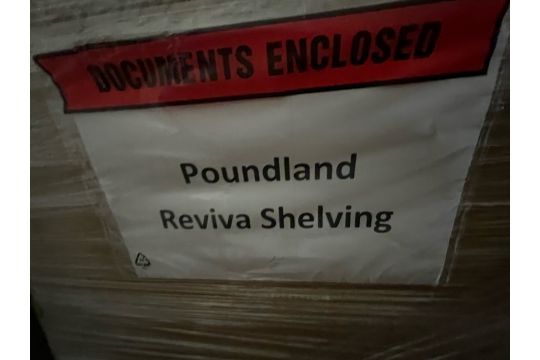 DOCUMENTS ENCLOSED
Poundland
Reviva Shelving